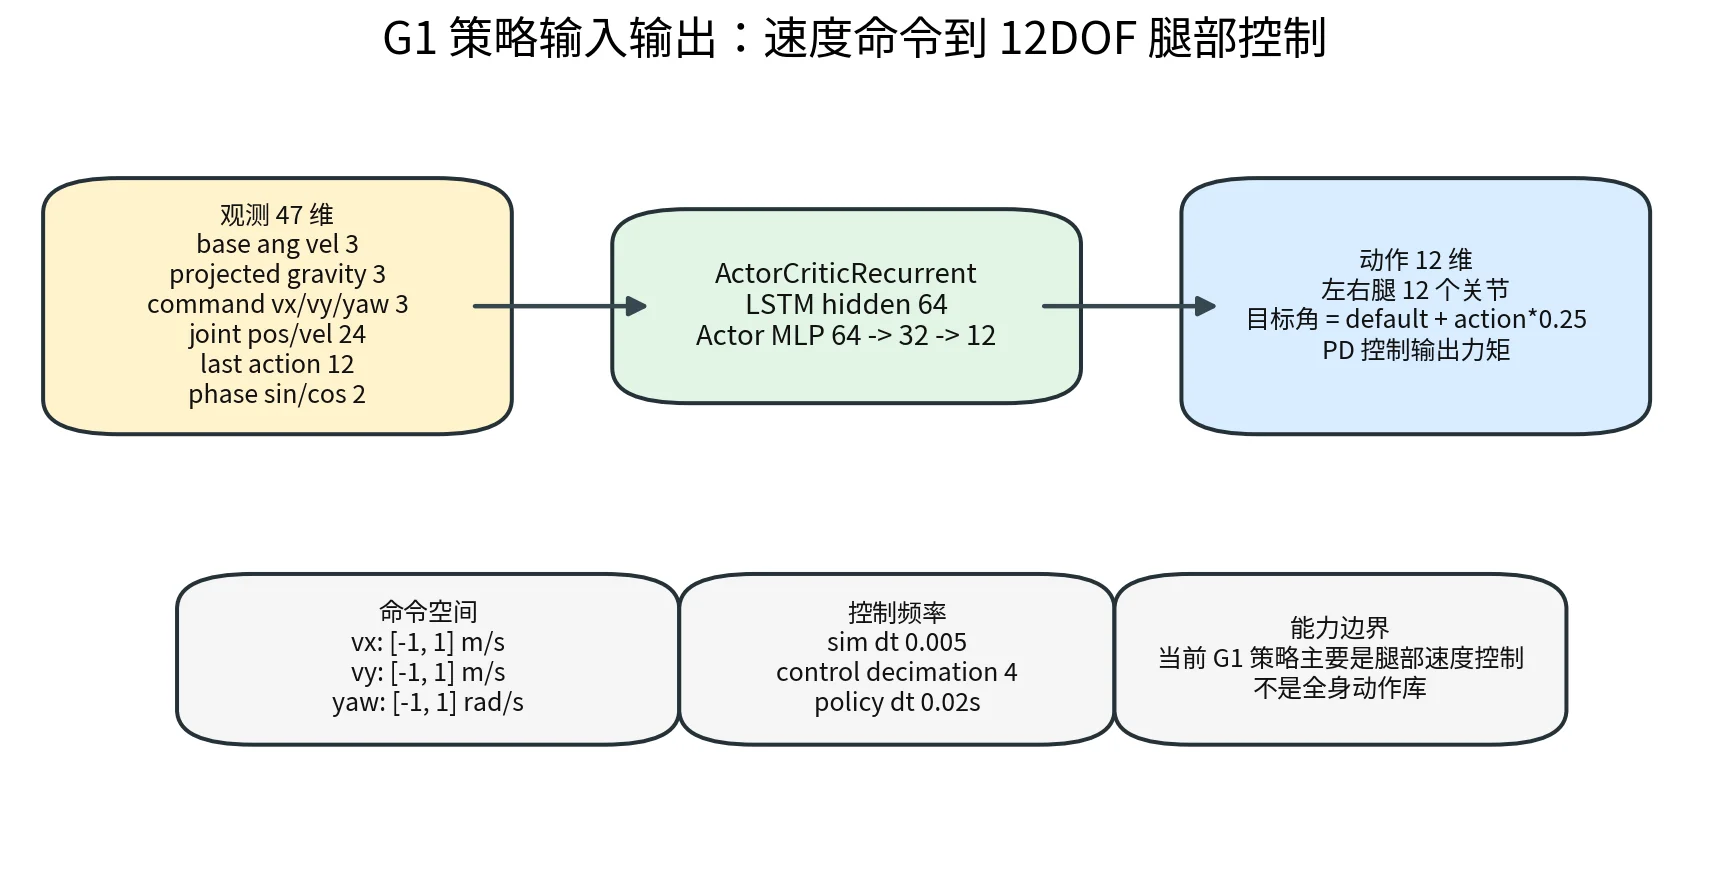 G1 策略输入输出：速度命令到 12DOF 腿部控制
观测 47 维
base ang vel 3
projected gravity 3
command vx/vy/yaw 3
joint pos/vel 24
last action 12
phase sin/cos 2
ActorCriticRecurrent
LSTM hidden 64
Actor MLP 64 -> 32 -> 12
动作 12 维
左右腿 12 个关节
目标角 = default + action*0.25
PD 控制输出力矩
命令空间
vx: [-1, 1] m/s
vy: [-1, 1] m/s
yaw: [-1, 1] rad/s
控制频率
sim dt 0.005
control decimation 4
policy dt 0.02s
能力边界
当前 G1 策略主要是腿部速度控制
不是全身动作库